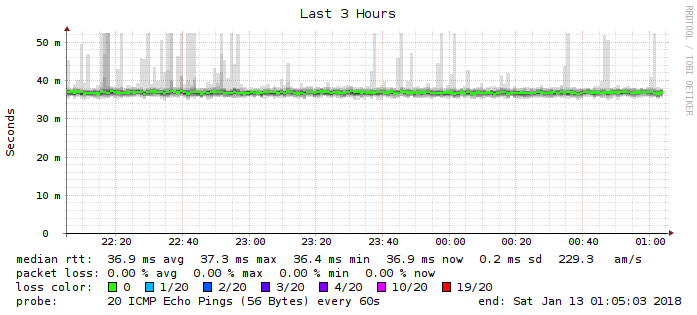 Last 3 Hours
RRDTOOL / TOBI OETIKER
Seconds
50 m
40 m
30 m
20 m
10 m
0
22:20 22:40 23:00 23:20 23:40 00:00 00:20 00:40 01:00
median rtt: 36.9 ms avg 37.3 ms max 36.4 ms min 36.9 ms now 0.2 ms sd 229.3 am/s
packet loss: 0.00 % avg 0.00 % max 0.00 % min 0.00 % now
loss color: 0 1/20 2/20 3/20 4/20 10/20 19/20
probe: 20 ICMP Echo Pings (56 Bytes) every 60s end: Sat Jan 13 01:05:03 2018